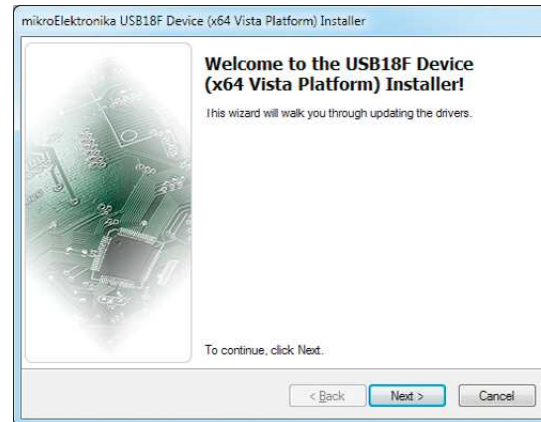 mikroElektronika USB18F Device (x64 Vista Platform) Installer
Welcome to the USB18F Device
(x64 Vista Platform) Installer!
This wizard will walk you through updating the drivers.
To continue, click Next.
< Back Next > Cancel